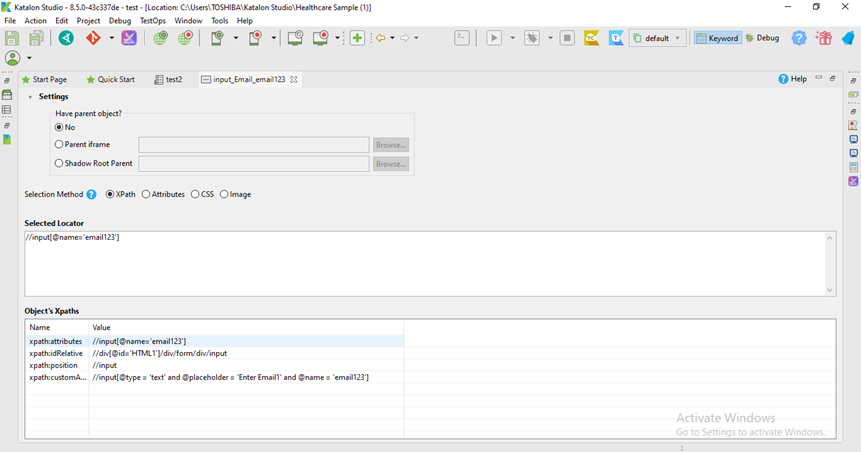 Katalon Studio - 8.5.0-43c337de - test - [Location: C:\Users\TOSHIBA\Katalon Studio\Healthcare Sample (1)]
File Action Edit Project Debug TestOps Window Tools Help
TC T default Keyword Debug
Start Page Quick Start test2 input_Email_email123 Help
Settings
Have parent object?
No
Parent iframe Browse...
Shadow Root Parent Browse...
Selection Method ? XPath Attributes CSS Image
Selected Locator
//input[@name='email123']
Object's Xpaths
Name Value
xpath:attributes //input[@name='email123']
xpath:idRelative //div[@id='HTML1']/div/form/div/input
xpath:position //input
xpath:customA... //input[@type = 'text' and @placeholder = 'Enter Email1' and @name = 'email123']
Activate Windows
Go to Settings to activate Windows.